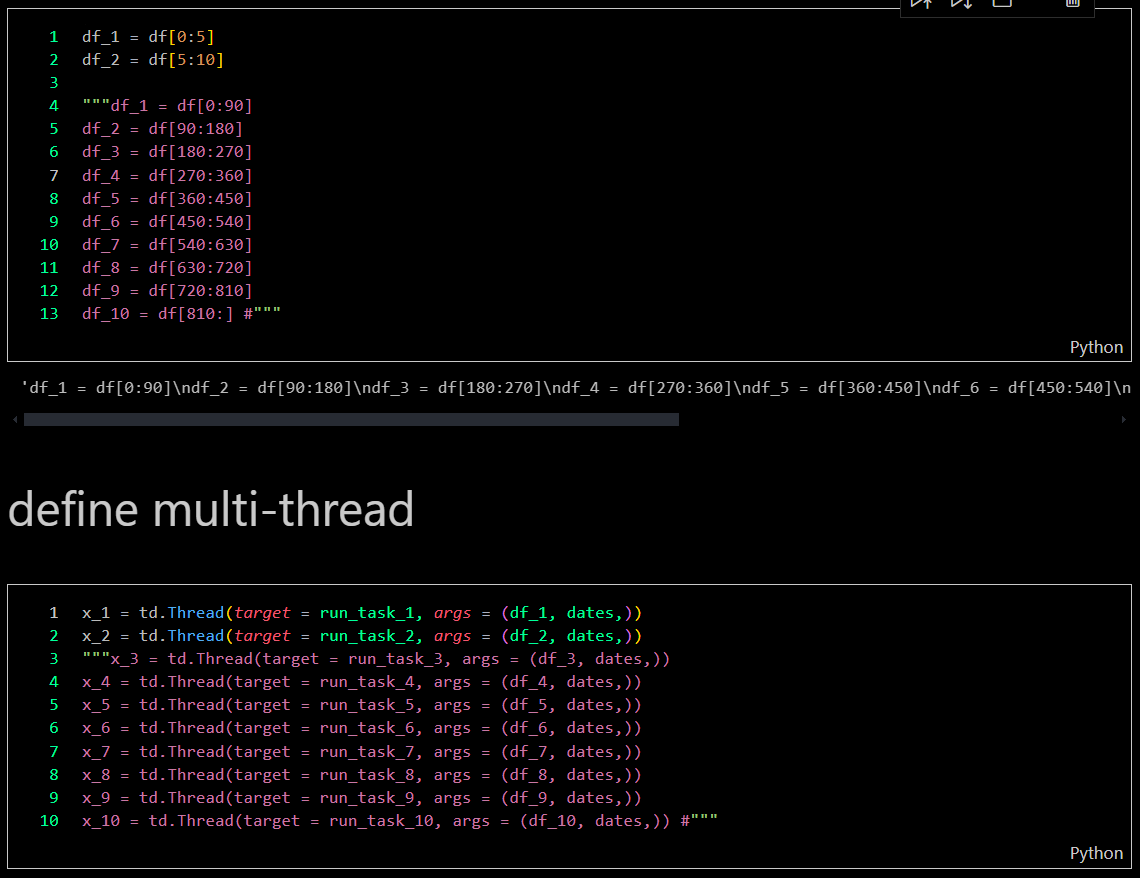 1 df_1 = df[0:5]
2 df_2 = df[5:10]
3
4 """df_1 = df[0:90]
5 df_2 = df[90:180]
6 df_3 = df[180:270]
7 df_4 = df[270:360]
8 df_5 = df[360:450]
9 df_6 = df[450:540]
10 df_7 = df[540:630]
11 df_8 = df[630:720]
12 df_9 = df[720:810]
13 df_10 = df[810:] #"""
Python
'df_1 = df[0:90]\ndf_2 = df[90:180]\ndf_3 = df[180:270]\ndf_4 = df[270:360]\ndf_5 = df[360:450]\ndf_6 = df[450:540]\n
define multi-thread
1 x_1 = td.Thread(target = run_task_1, args = (df_1, dates,))
2 x_2 = td.Thread(target = run_task_2, args = (df_2, dates,))
3 """x_3 = td.Thread(target = run_task_3, args = (df_3, dates,))
4 x_4 = td.Thread(target = run_task_4, args = (df_4, dates,))
5 x_5 = td.Thread(target = run_task_5, args = (df_5, dates,))
6 x_6 = td.Thread(target = run_task_6, args = (df_6, dates,))
7 x_7 = td.Thread(target = run_task_7, args = (df_7, dates,))
8 x_8 = td.Thread(target = run_task_8, args = (df_8, dates,))
9 x_9 = td.Thread(target = run_task_9, args = (df_9, dates,))
10 x_10 = td.Thread(target = run_task_10, args = (df_10, dates,)) #"""
Python